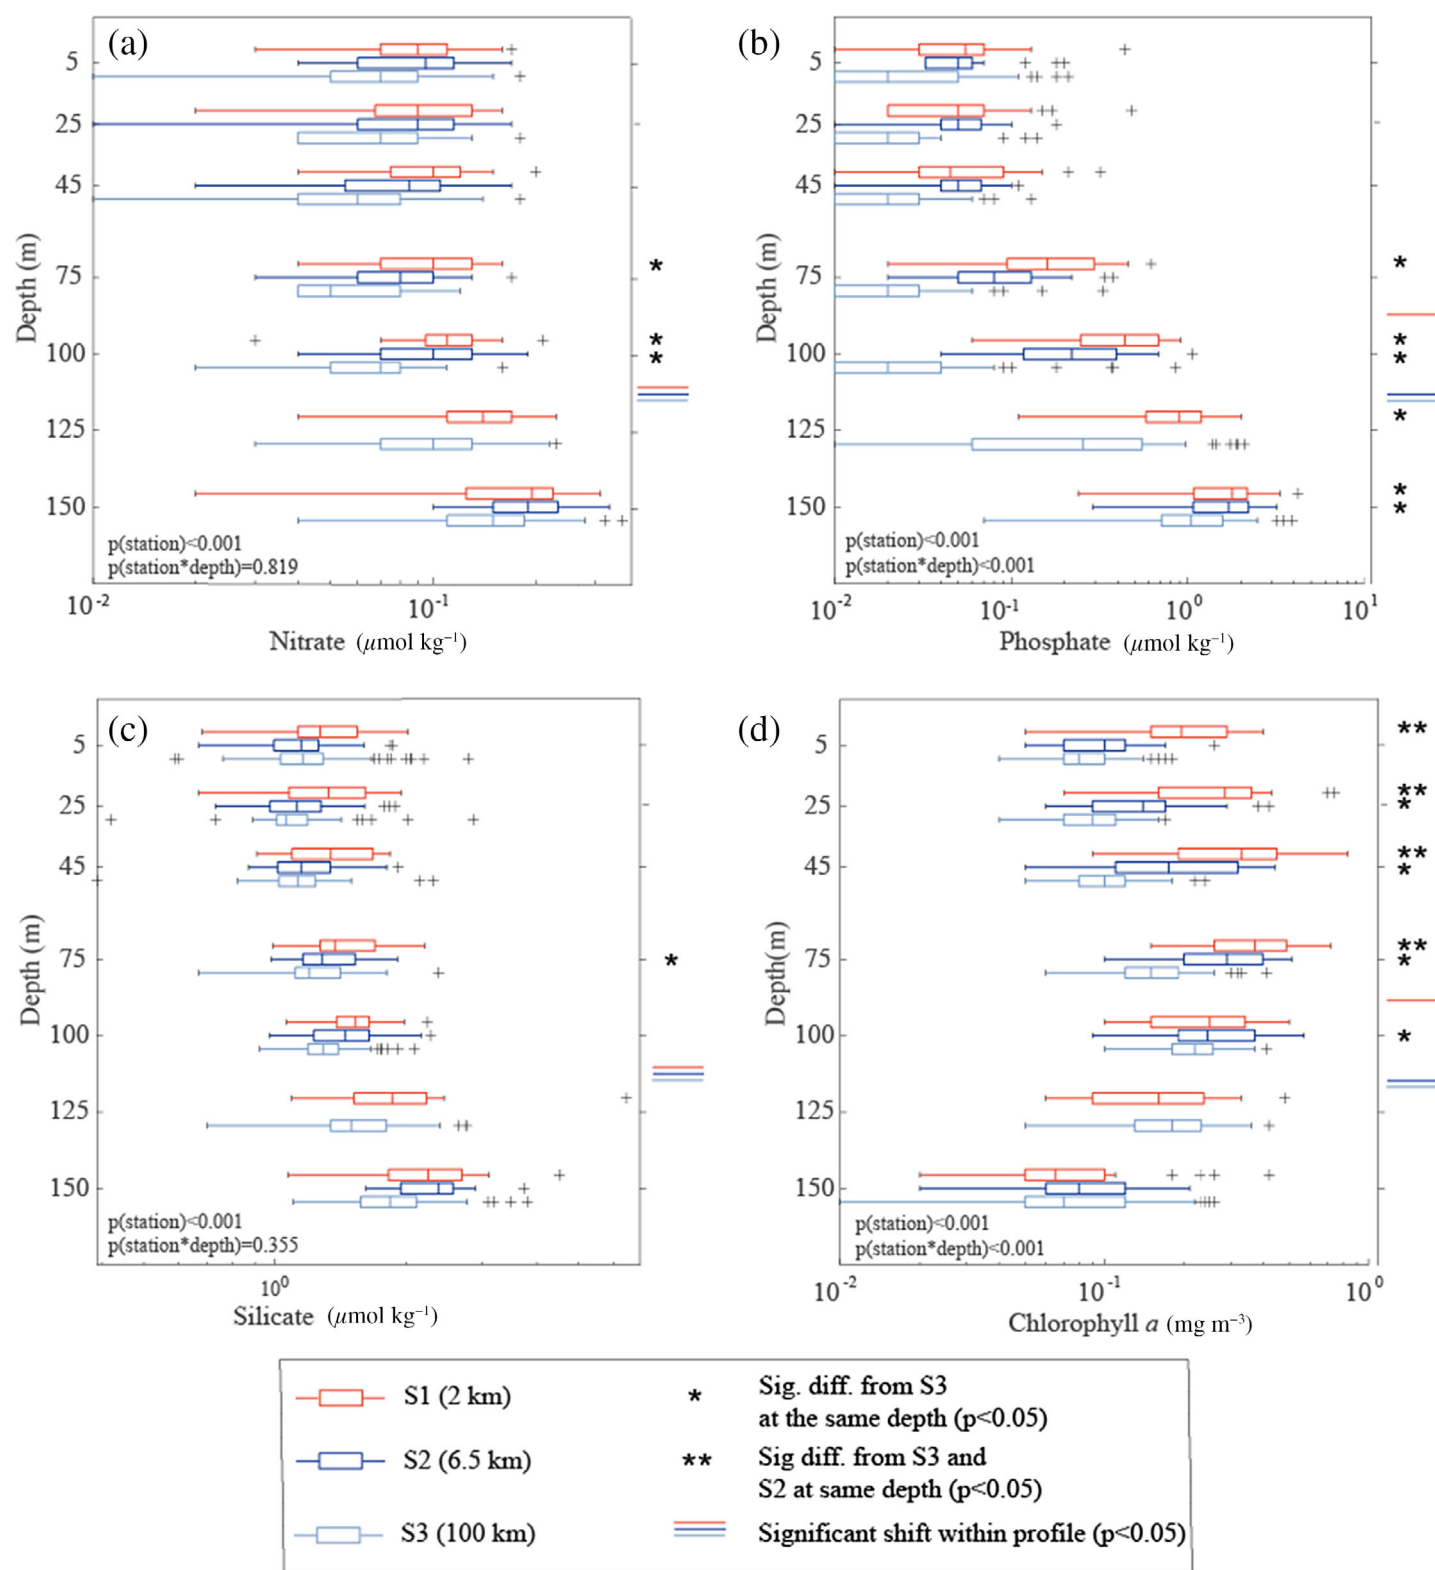 (a)
5
25
45
75
100
125
150
Depth (m)
*
*
*
p(station)<0.001
p(station*depth)=0.819
10-2
10-1
Nitrate (µmol kg−1)
(b)
5
25
45
75
100
125
150
Depth (m)
*
*
*
*
*
*
p(station)<0.001
p(station*depth)<0.001
10-2
10-1
100
101
Phosphate (µmol kg−1)
(c)
5
25
45
75
100
125
150
Depth (m)
*
p(station)<0.001
p(station*depth)=0.355
100
Silicate (µmol kg−1)
(d)
5
25
45
75
100
125
150
Depth(m)
**
**
*
**
*
**
*
*
p(station)<0.001
p(station*depth)<0.001
10-2
10-1
100
Chlorophyll a (mg m−3)
S1 (2 km)
S2 (6.5 km)
S3 (100 km)
* Sig. diff. from S3
at the same depth (p<0.05)
** Sig diff. from S3 and
S2 at same depth (p<0.05)
Significant shift within profile (p<0.05)